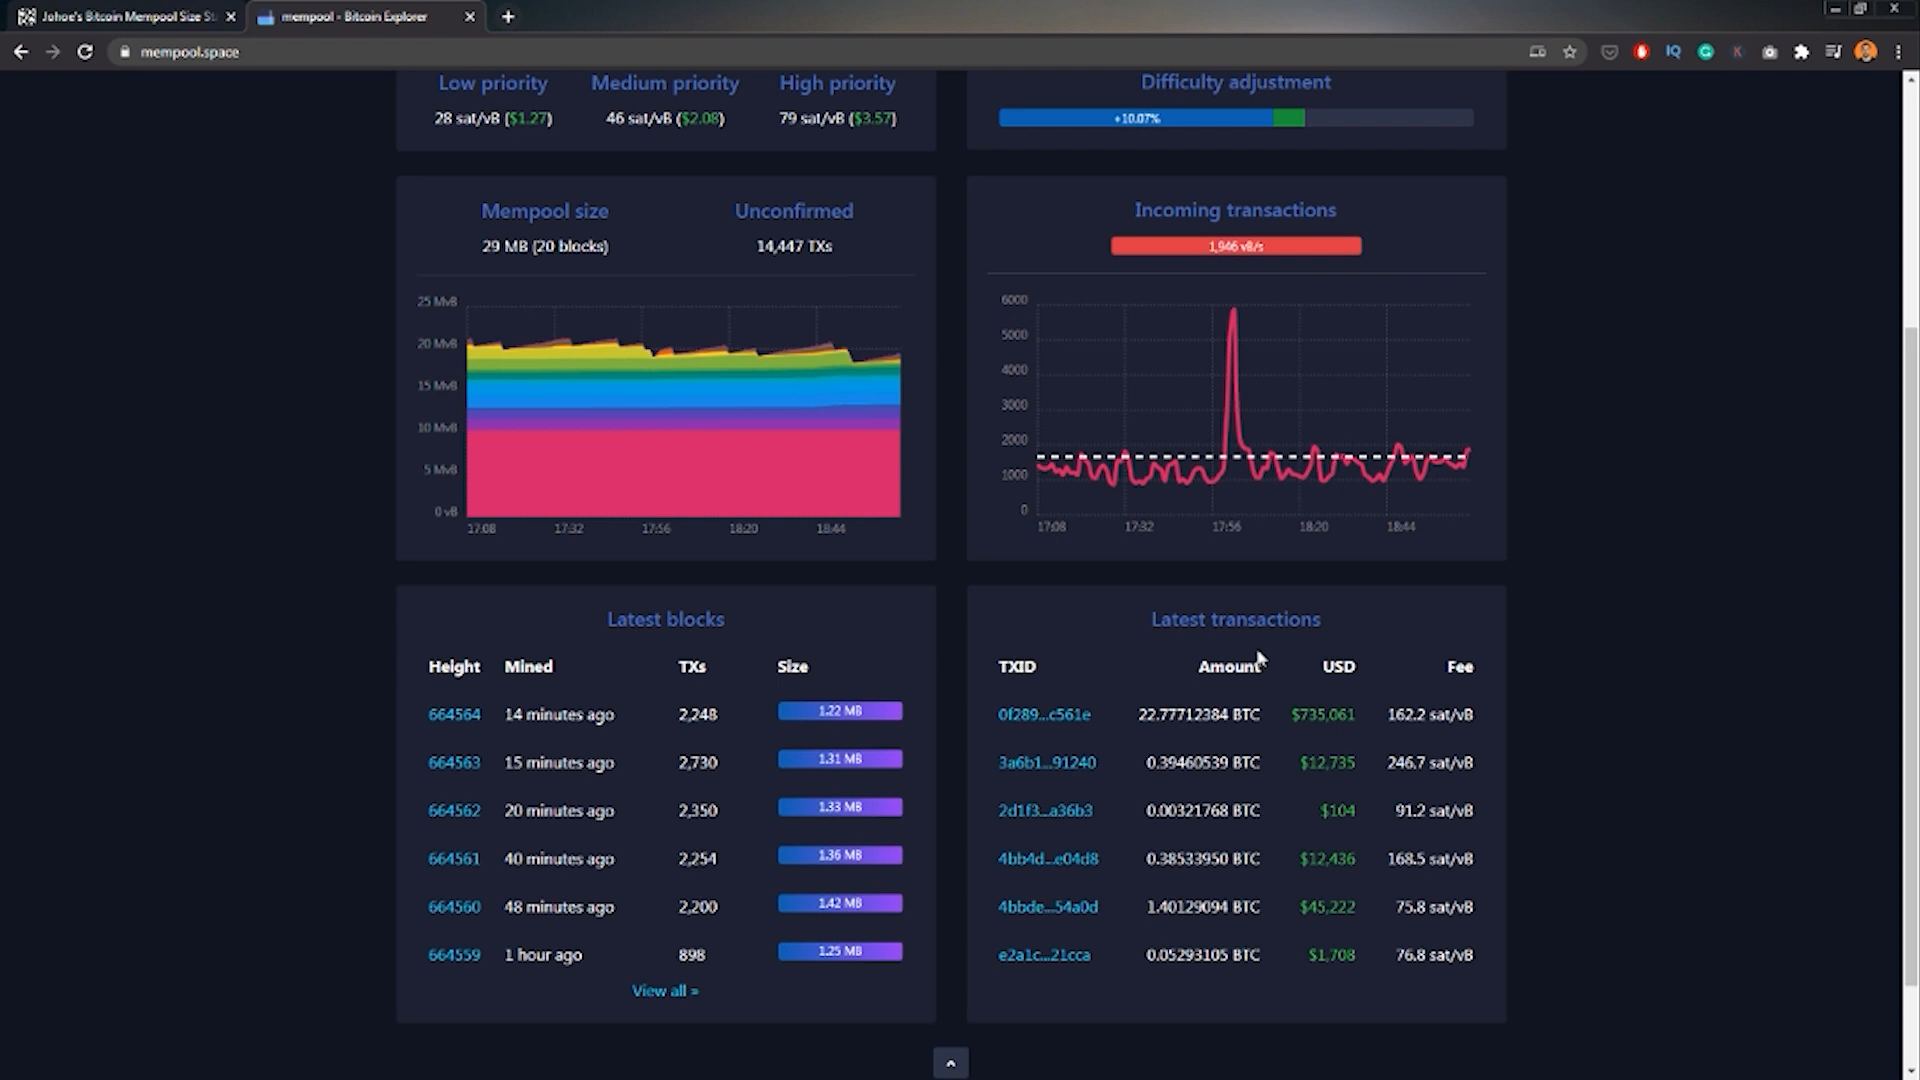 Johoe's Bitcoin Mempool Size St
mempool - Bitcoin Explorer
mempool.space
Low priority Medium priority High priority
28 sat/vB ($1.27) 46 sat/vB ($2.08) 79 sat/vB ($3.57)
Difficulty adjustment
+10.07%
Mempool size Unconfirmed
29 MB (20 blocks) 14,447 TXs
25 MvB
20 MvB
15 MvB
10 MvB
5 MvB
0 vB
17:08 17:32 17:56 18:20 18:44
Incoming transactions
1,946 vB/s
6000
5000
4000
3000
2000
1000
0
17:08 17:32 17:56 18:20 18:44
Latest blocks
Height Mined TXs Size
664564 14 minutes ago 2,248 1.22 MB
664563 15 minutes ago 2,730 1.31 MB
664562 20 minutes ago 2,350 1.33 MB
664561 40 minutes ago 2,254 1.36 MB
664560 48 minutes ago 2,200 1.42 MB
664559 1 hour ago 898 1.25 MB
View all »
Latest transactions
TXID Amount USD Fee
0f289...c561e 22.77712384 BTC $735,061 162.2 sat/vB
3a6b1...91240 0.39460539 BTC $12,735 246.7 sat/vB
2d1f3...a36b3 0.00321768 BTC $104 91.2 sat/vB
4bb4d...e04d8 0.38533950 BTC $12,436 168.5 sat/vB
4bbde...54a0d 1.40129094 BTC $45,222 75.8 sat/vB
e2a1c...21cca 0.05293105 BTC $1,708 76.8 sat/vB